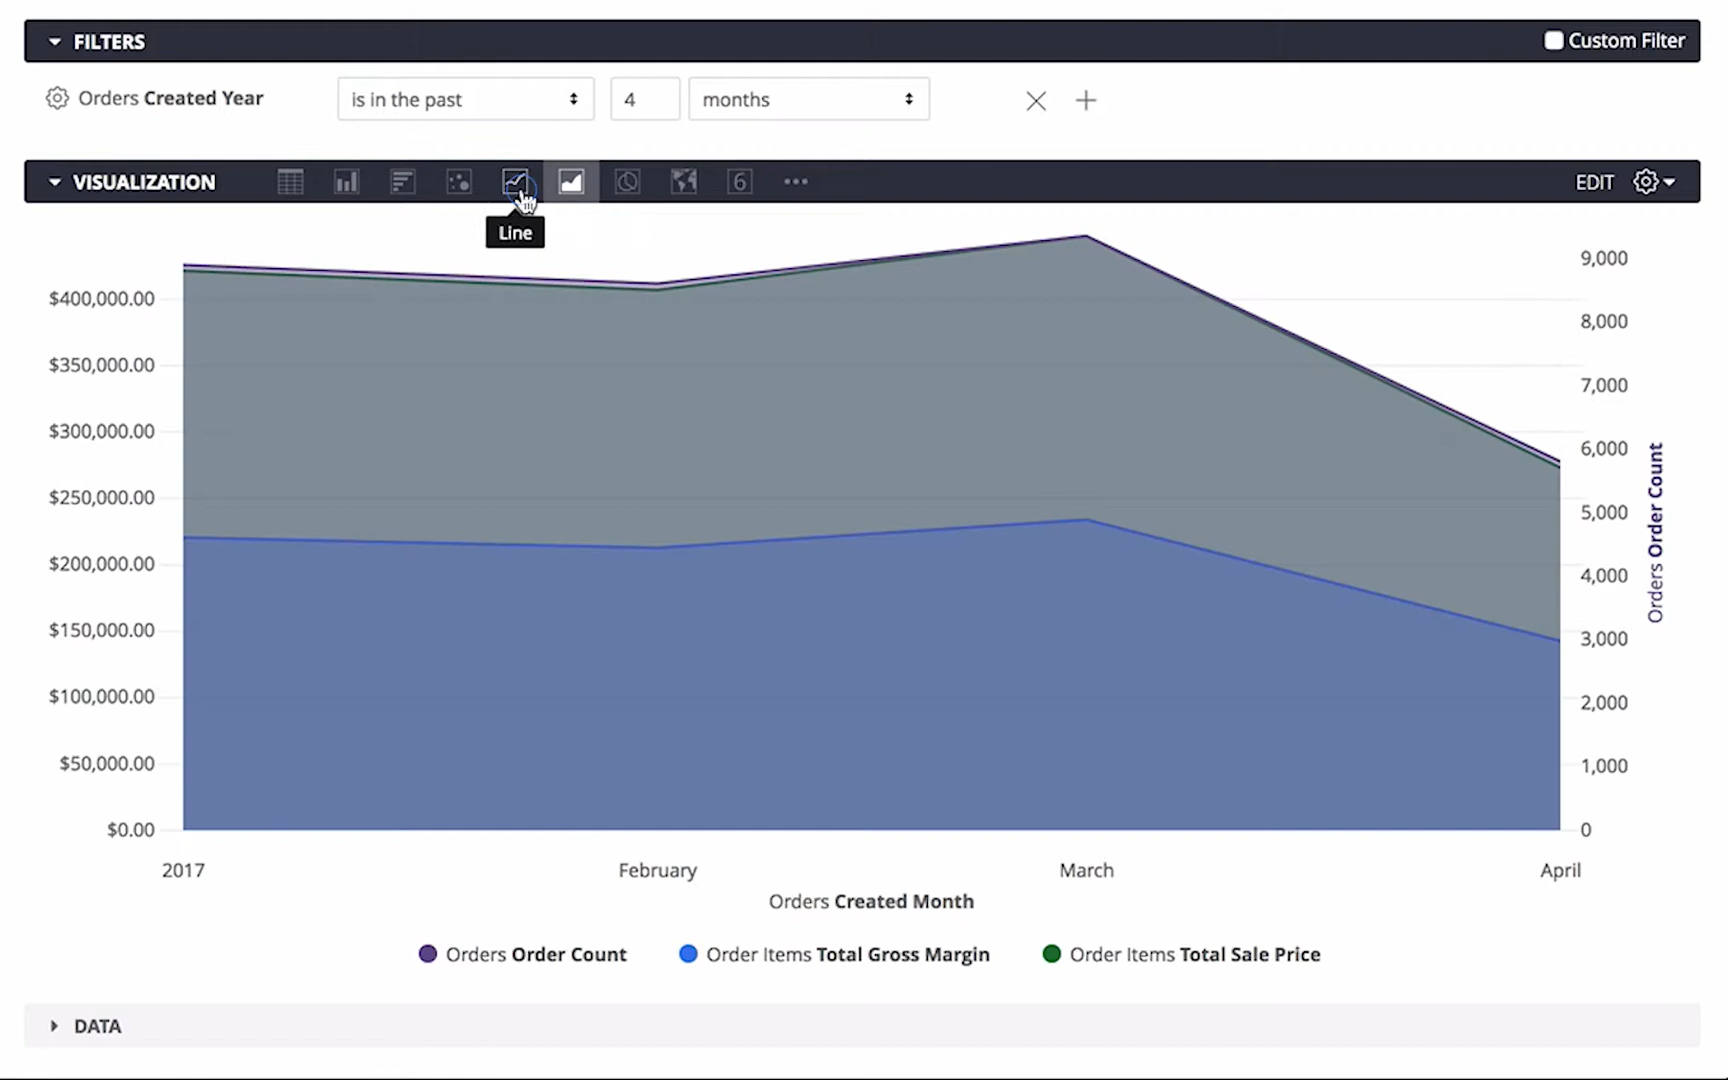 FILTERS
Custom Filter
Orders Created Year
is in the past
4
months
VISUALIZATION
6
EDIT
Line
$400,000.00
$350,000.00
$300,000.00
$250,000.00
$200,000.00
$150,000.00
$100,000.00
$50,000.00
$0.00
9,000
8,000
7,000
6,000
5,000
4,000
3,000
2,000
1,000
0
Orders Order Count
2017
February
March
April
Orders Created Month
Orders Order Count
Order Items Total Gross Margin
Order Items Total Sale Price
DATA